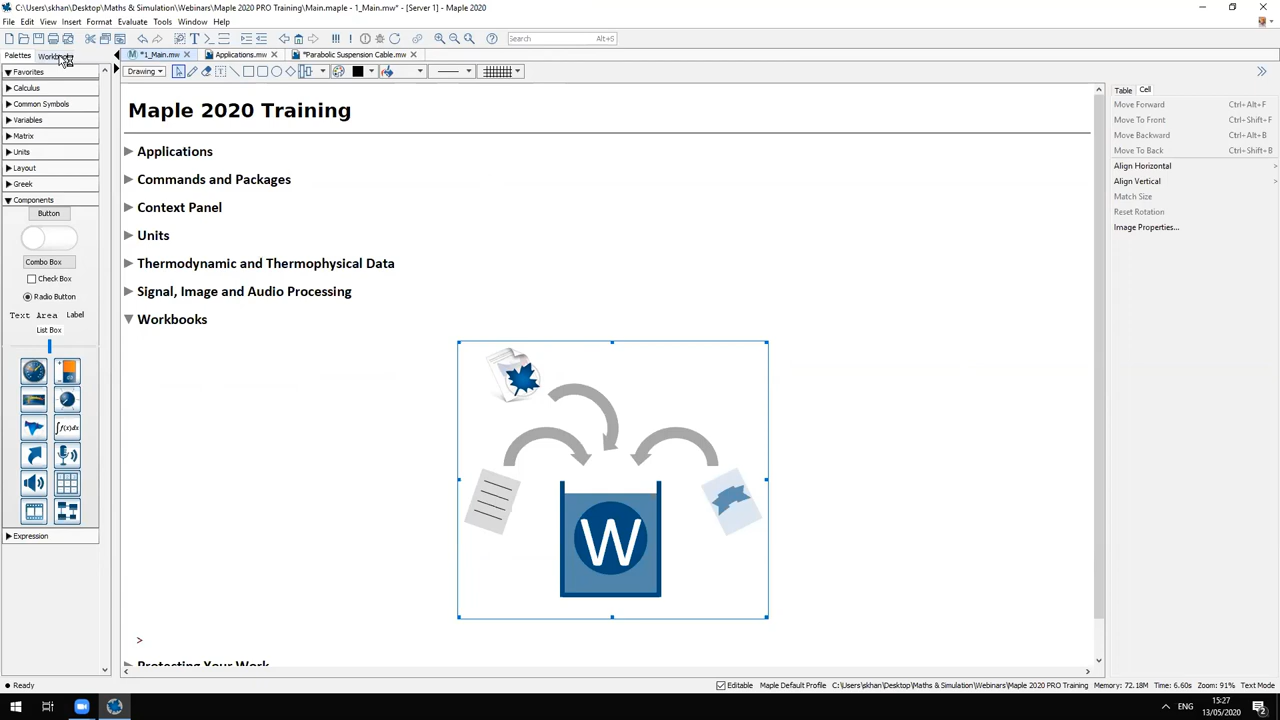 C:\Users\skhan\Desktop\Maths & Simulation\Webinars\Maple 2020 PRO Training\Main.maple - 1_Main.mw* - [Server 1] - Maple 2020
File Edit View Insert Format Evaluate Tools Window Help
Search Alt+S
Palettes
*1_Main.mw Applications.mw *Parabolic Suspension Cable.mw
Drawing
Favorites
Calculus
Common Symbols
Variables
Matrix
Units
Layout
Greek
Components
Button
Combo Box
Check Box
Radio Button
Text Area Label
List Box
f(x)dx
Expression
Maple 2020 Training
Applications
Commands and Packages
Context Panel
Units
Thermodynamic and Thermophysical Data
Signal, Image and Audio Processing
Workbooks
W
>
Protecting Your Work
Table Cell
Move Forward Ctrl+Alt+F
Move To Front Ctrl+Shift+F
Move Backward Ctrl+Alt+B
Move To Back Ctrl+Shift+B
Align Horizontal >
Align Vertical >
Match Size
Reset Rotation
Image Properties...
Ready
Editable Maple Default Profile C:\Users\skhan\Desktop\Maths & Simulation\Webinars\Maple 2020 PRO Training Memory: 72.18M Time: 6.60s Zoom: 91% Text Mode
ENG
15:27
13/05/2020
2